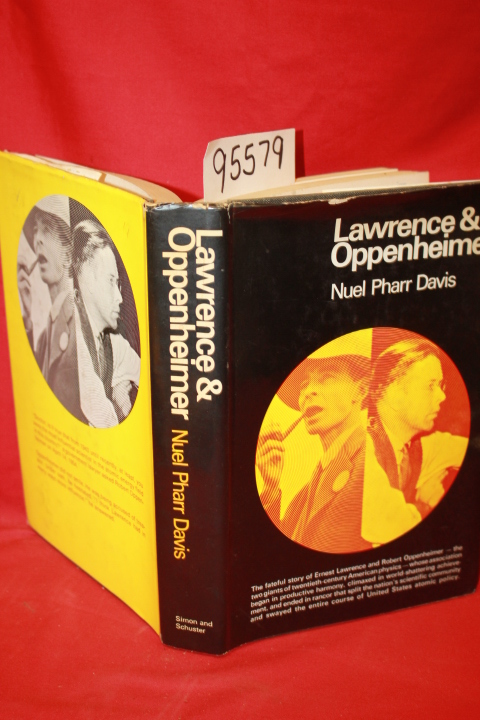 95579
Lawrence &
Oppenheime
Nuel Pharr Davis
The fateful story of Ernest Lawrence and Robert Oppenheimer — the
two giants of twentieth-century American physics — whose association
began in productive harmony, climaxed in world-shattering achieve-
ment, and ended in rancor that split the nation's scientific community
and swayed the entire course of United States atomic policy.
Lawrence &
Oppenheimer Nuel Pharr Davis
Simon and
Schuster